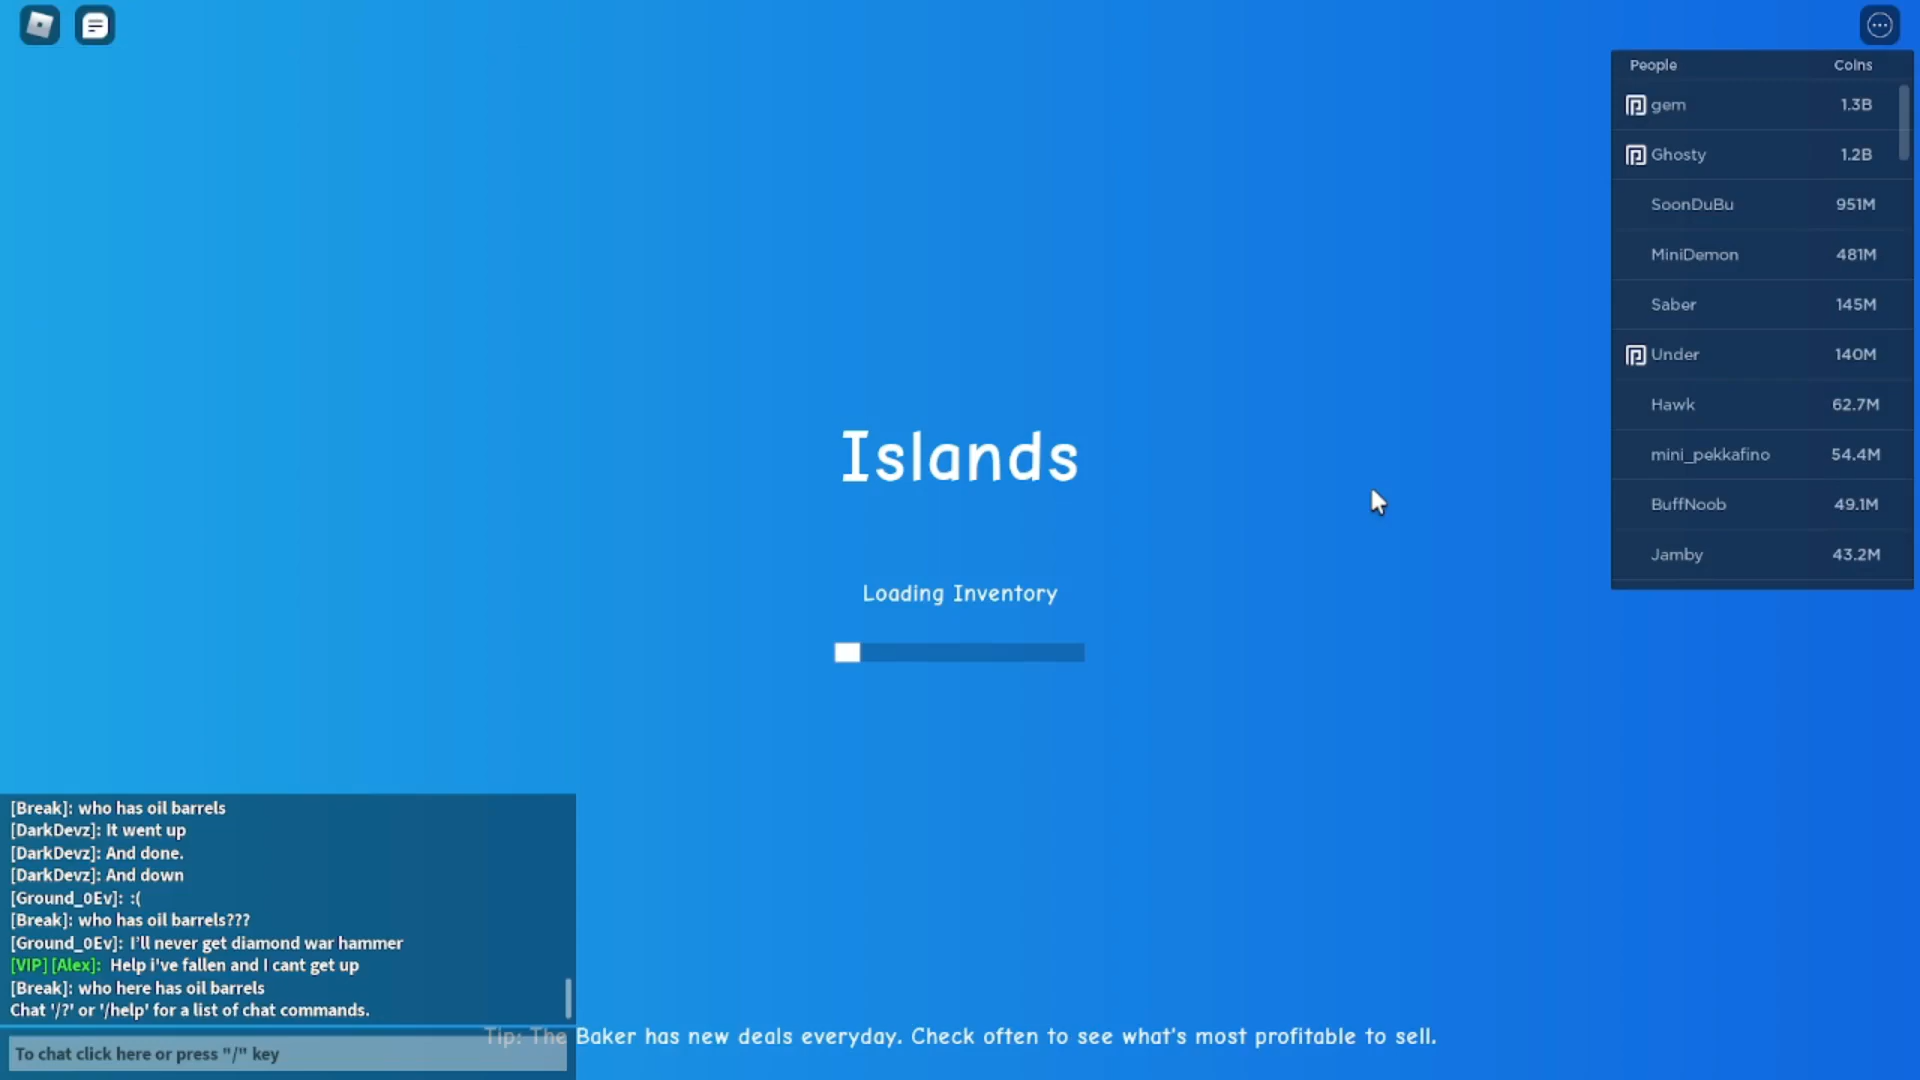 People Coins
gem 1.3B
Ghosty 1.2B
SoonDuBu 951M
MiniDemon 481M
Saber 145M
Under 140M
Hawk 62.7M
mini_pekkafino 54.4M
BuffNoob 49.1M
Jamby 43.2M
Islands
Loading Inventory
[Break]: who has oil barrels
[DarkDevz]: It went up
[DarkDevz]: And done.
[DarkDevz]: And down
[Ground_0Ev]: :(
[Break]: who has oil barrels???
[Ground_0Ev]: I'll never get diamond war hammer
[VIP] [Alex]: Help i've fallen and I cant get up
[Break]: who here has oil barrels
Chat '/?' or '/help' for a list of chat commands.
Tip: The Baker has new deals everyday. Check often to see what's most profitable to sell.
To chat click here or press "/" key